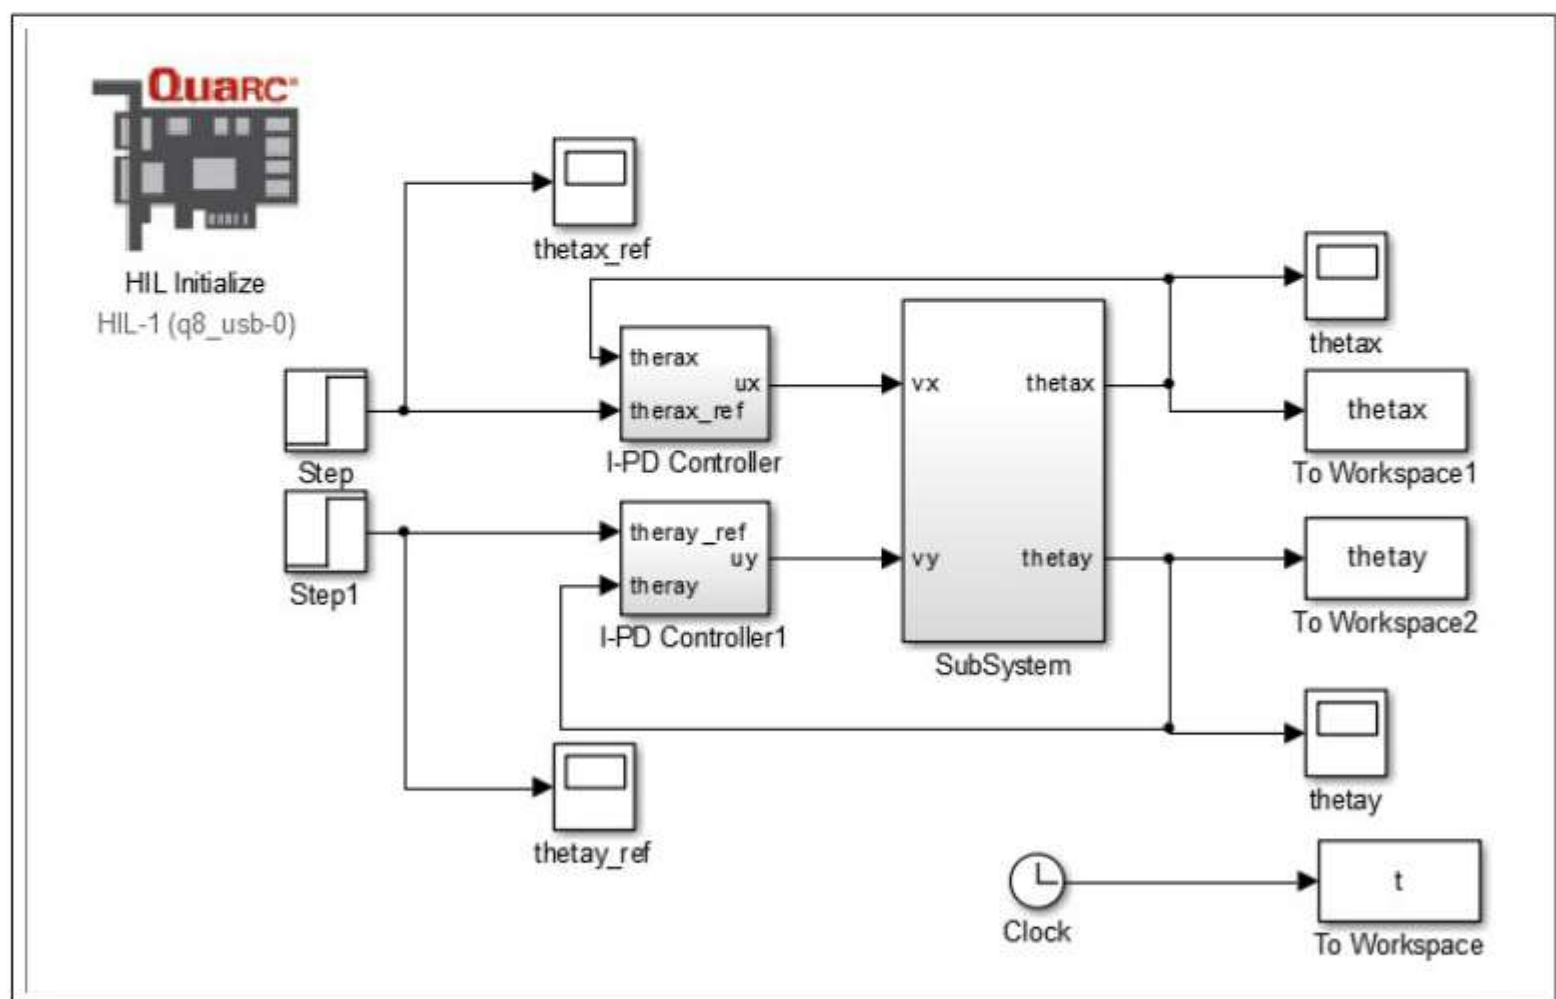 QUARC®
HIL Initialize
HIL-1 (q8_usb-0)
thetax_ref
thetax
therax
therax_ref
ux
I-PD Controller
vx
thetax
thetax
To Workspace1
Step
Step1
theray_ref
theray
uy
I-PD Controller1
vy
thetay
SubSystem
thetay
To Workspace2
thetay
thetay_ref
Clock
t
To Workspace